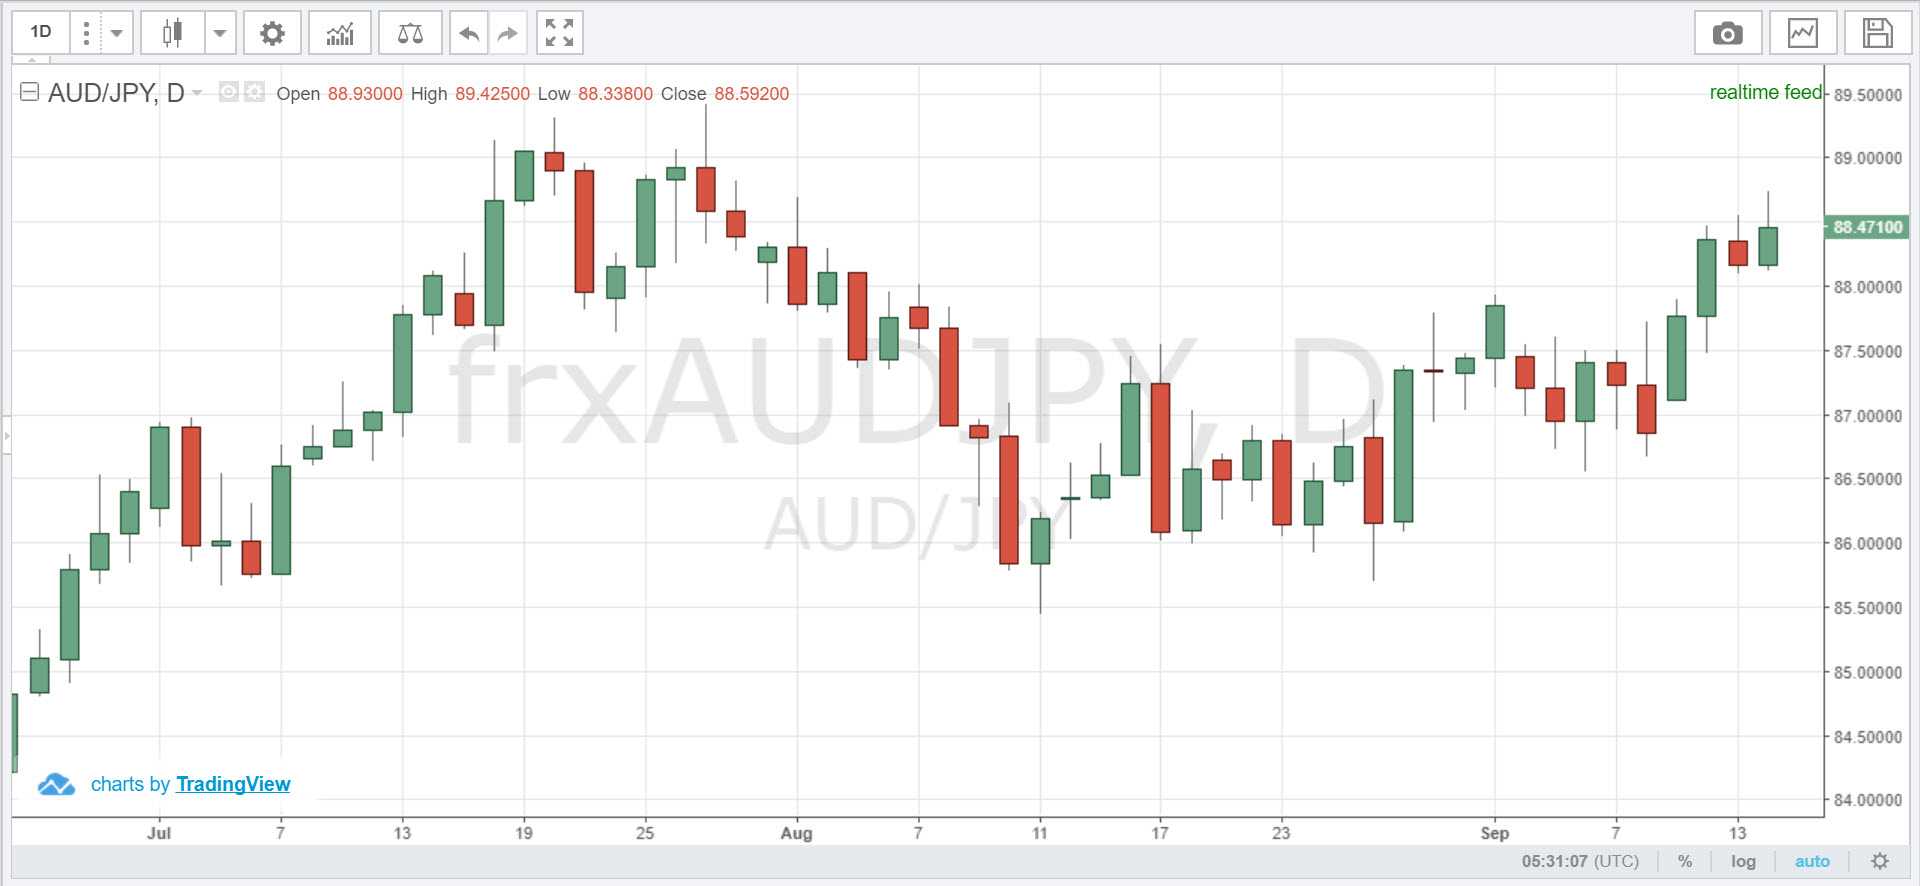 1D
AUD/JPY, D Open 88.93000 High 89.42500 Low 88.33800 Close 88.59200
realtime feed
89.50000
89.00000
88.47100
88.00000
87.50000
87.00000
86.50000
86.00000
85.50000
85.00000
84.50000
84.00000
frxAUDJPY, D
AUD/JPY
charts by TradingView
Jul 7 13 19 25 Aug 7 11 17 23 Sep 7 13
05:31:07 (UTC) % log auto